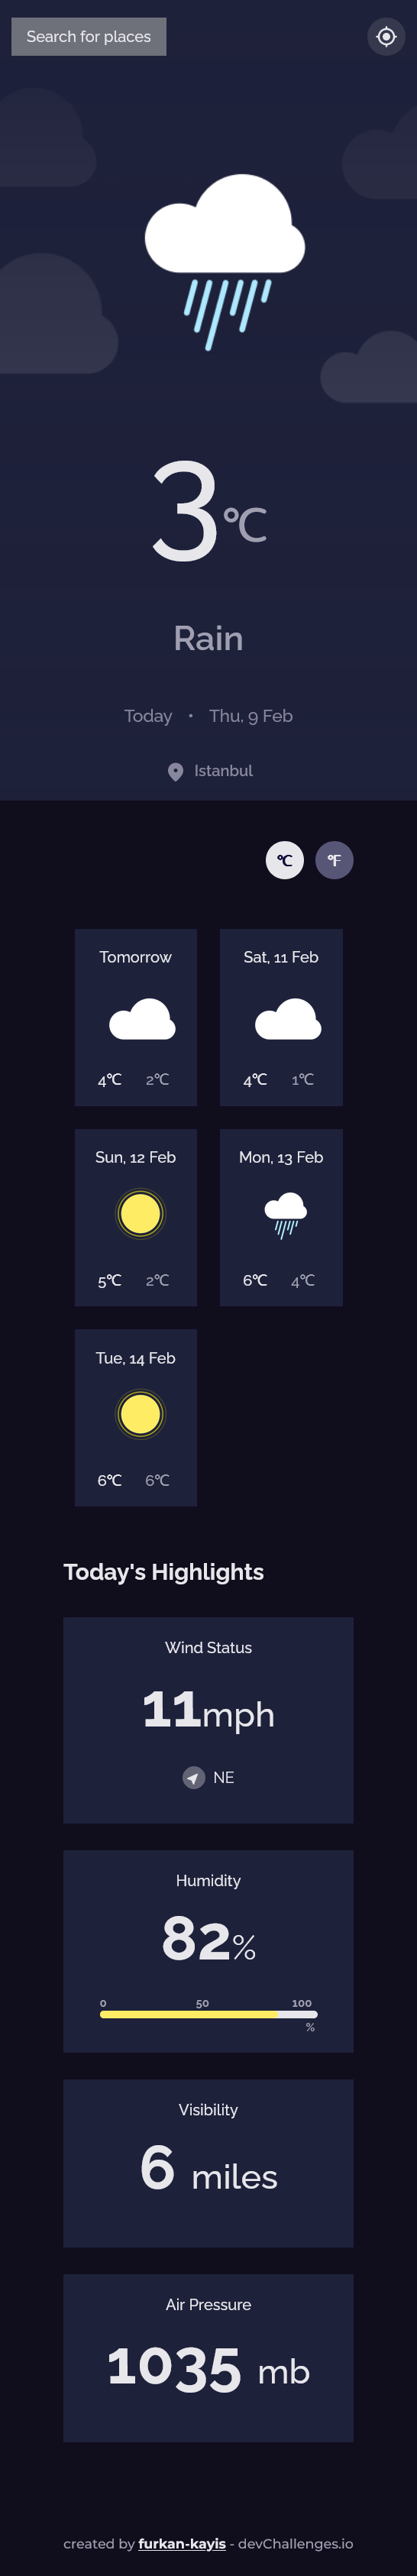 Search for places
3℃
Rain
Today • Thu, 9 Feb
Istanbul
℃ ℉
Tomorrow
4℃ 2℃
Sat, 11 Feb
4℃ 1℃
Sun, 12 Feb
5℃ 2℃
Mon, 13 Feb
6℃ 4℃
Tue, 14 Feb
6℃ 6℃
Today's Highlights
Wind Status
11mph
NE
Humidity
82%
0 50 100
%
Visibility
6 miles
Air Pressure
1035 mb
created by furkan-kayis - devChallenges.io